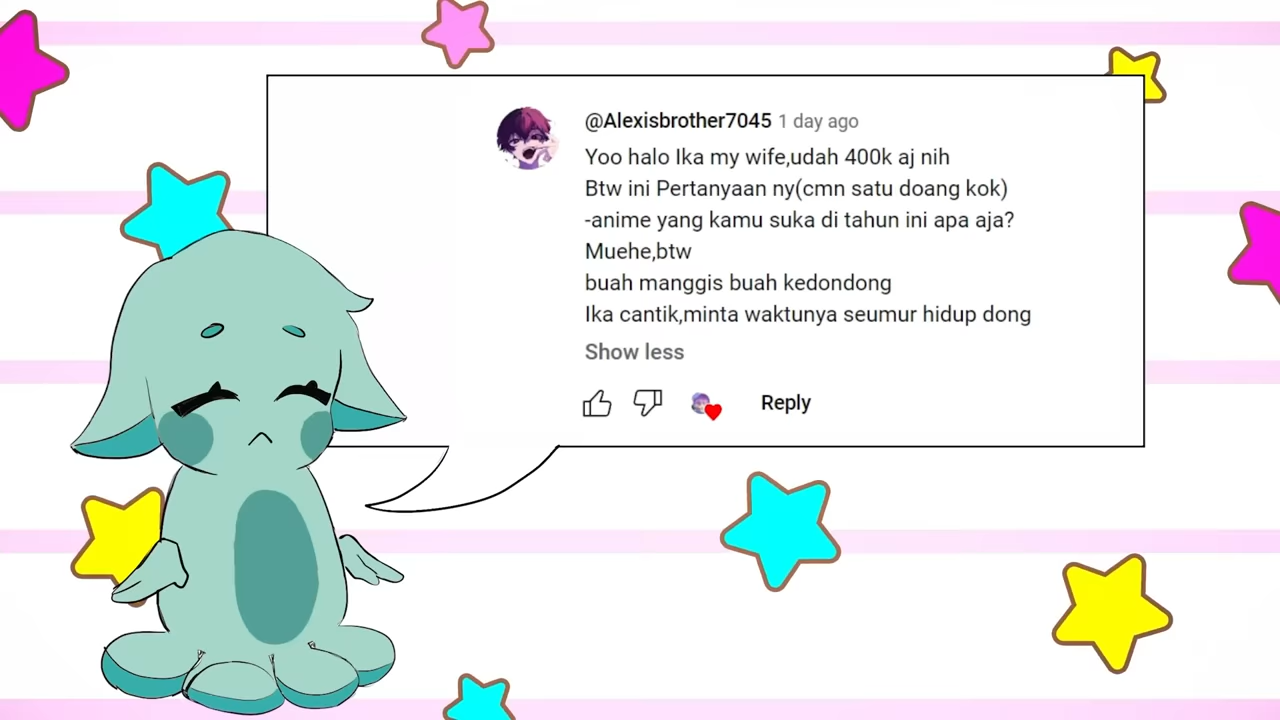 @Alexisbrother7045 1 day ago
Yoo halo Ika my wife,udah 400k aj nih
Btw ini Pertanyaan ny(cmn satu doang kok)
-anime yang kamu suka di tahun ini apa aja?
Muehe,btw
buah manggis buah kedondong
Ika cantik,minta waktunya seumur hidup dong
Show less
Reply